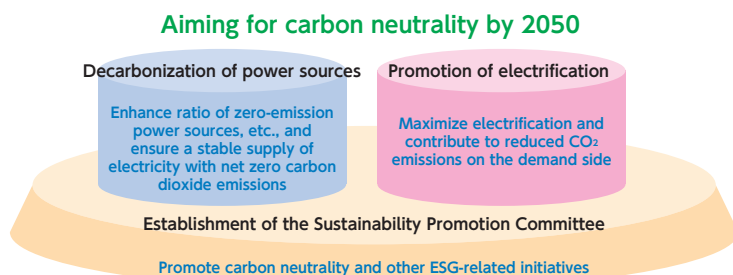 Aiming for carbon neutrality by 2050
Decarbonization of power sources
Enhance ratio of zero-emission
power sources, etc., and
ensure a stable supply of
electricity with net zero carbon
dioxide emissions
Promotion of electrification
Maximize electrification and
contribute to reduced CO₂
emissions on the demand side
Establishment of the Sustainability Promotion Committee
Promote carbon neutrality and other ESG-related initiatives